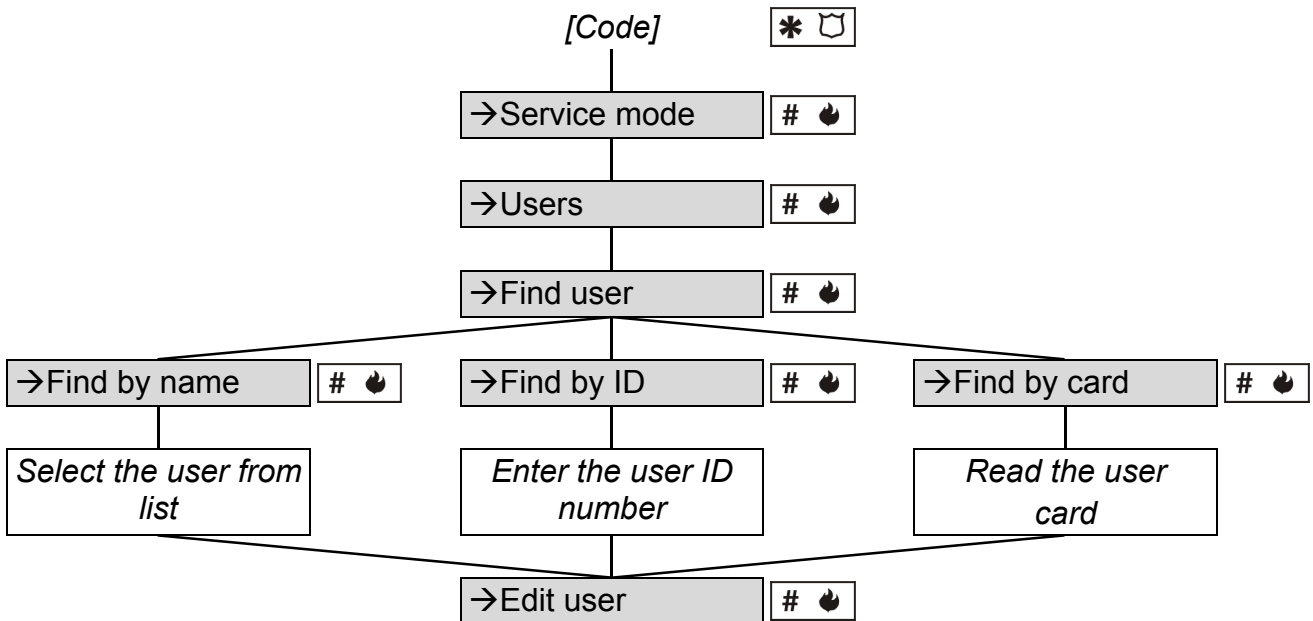 [Code] *
→Service mode #
→Users #
→Find user #
→Find by name # →Find by ID # →Find by card #
Select the user from
list
Enter the user ID
number
Read the user
card
→Edit user #